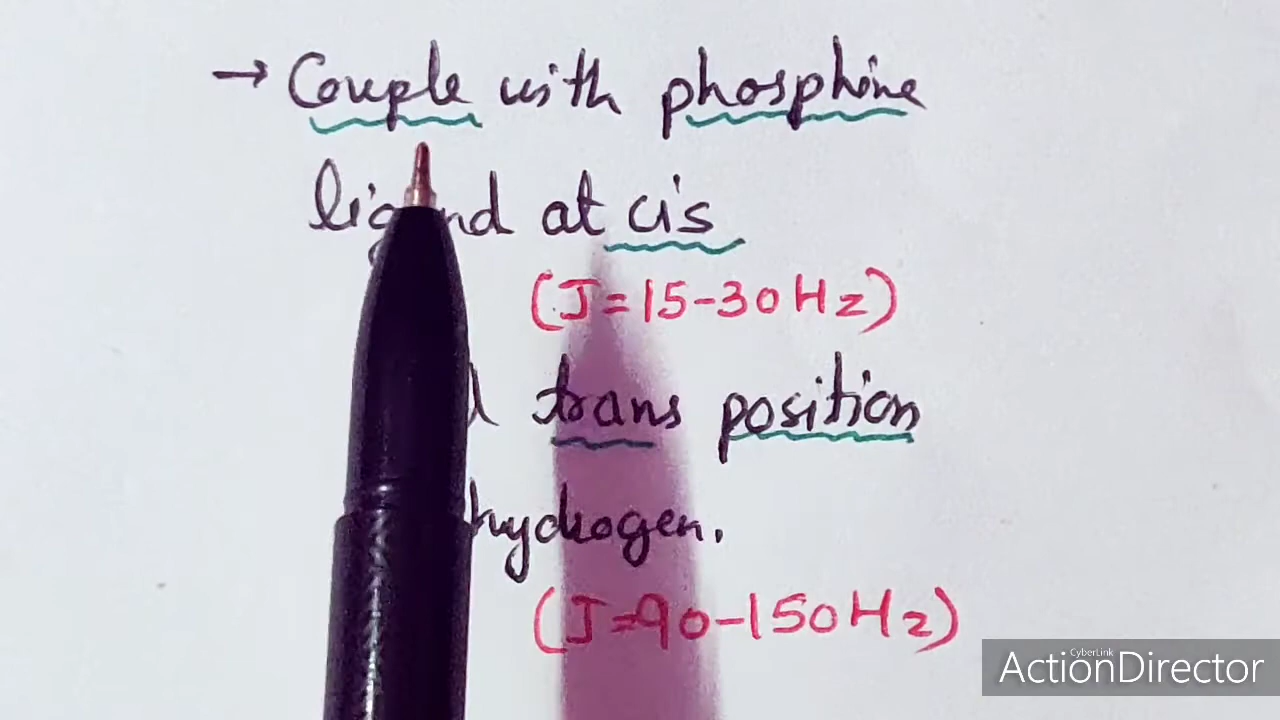 → Couple with phosphine
at cis
(J=15-30Hz)
trans position
hydrogen.
(J=90-150Hz)
CyberLink
ActionDirector